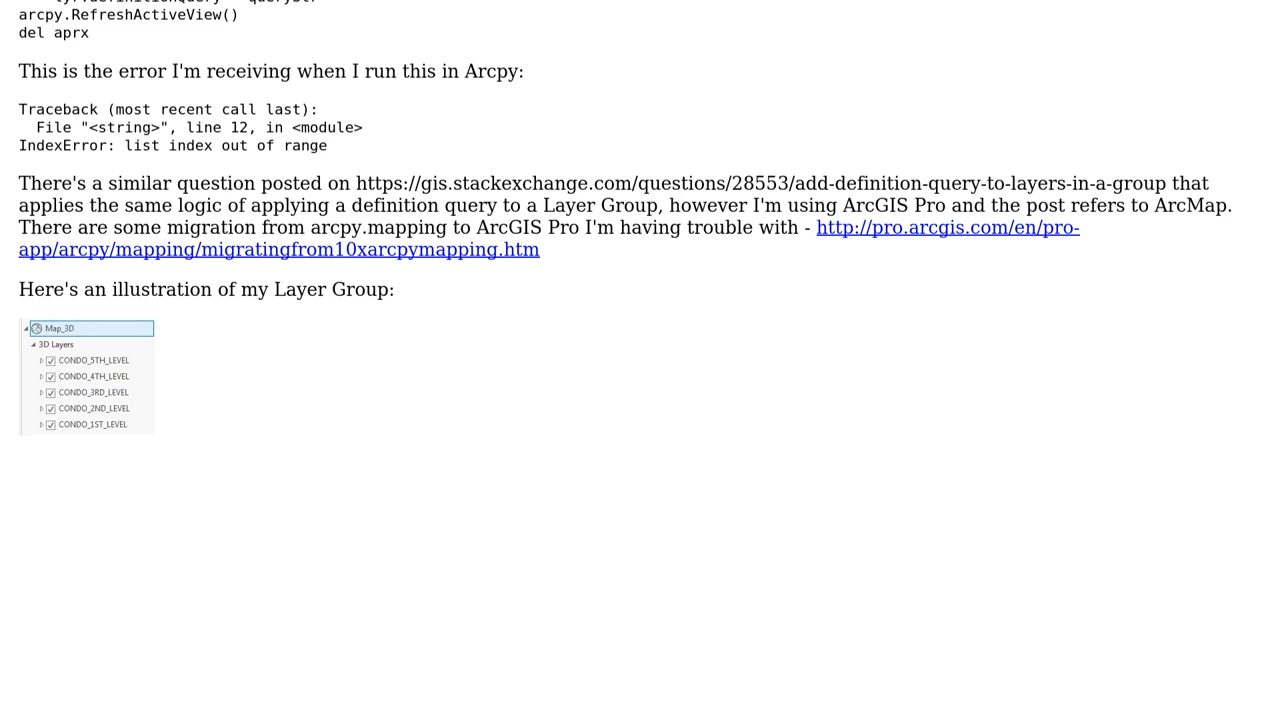 arcpy.RefreshActiveView()
del aprx
This is the error I'm receiving when I run this in Arcpy:
Traceback (most recent call last):
  File "<string>", line 12, in <module>
IndexError: list index out of range
There's a similar question posted on https://gis.stackexchange.com/questions/28553/add-definition-query-to-layers-in-a-group that
applies the same logic of applying a definition query to a Layer Group, however I'm using ArcGIS Pro and the post refers to ArcMap.
There are some migration from arcpy.mapping to ArcGIS Pro I'm having trouble with - http://pro.arcgis.com/en/pro-
app/arcpy/mapping/migratingfrom10xarcpymapping.htm
Here's an illustration of my Layer Group:
Map_3D
3D Layers
CONDO_5TH_LEVEL
CONDO_4TH_LEVEL
CONDO_3RD_LEVEL
CONDO_2ND_LEVEL
CONDO_1ST_LEVEL